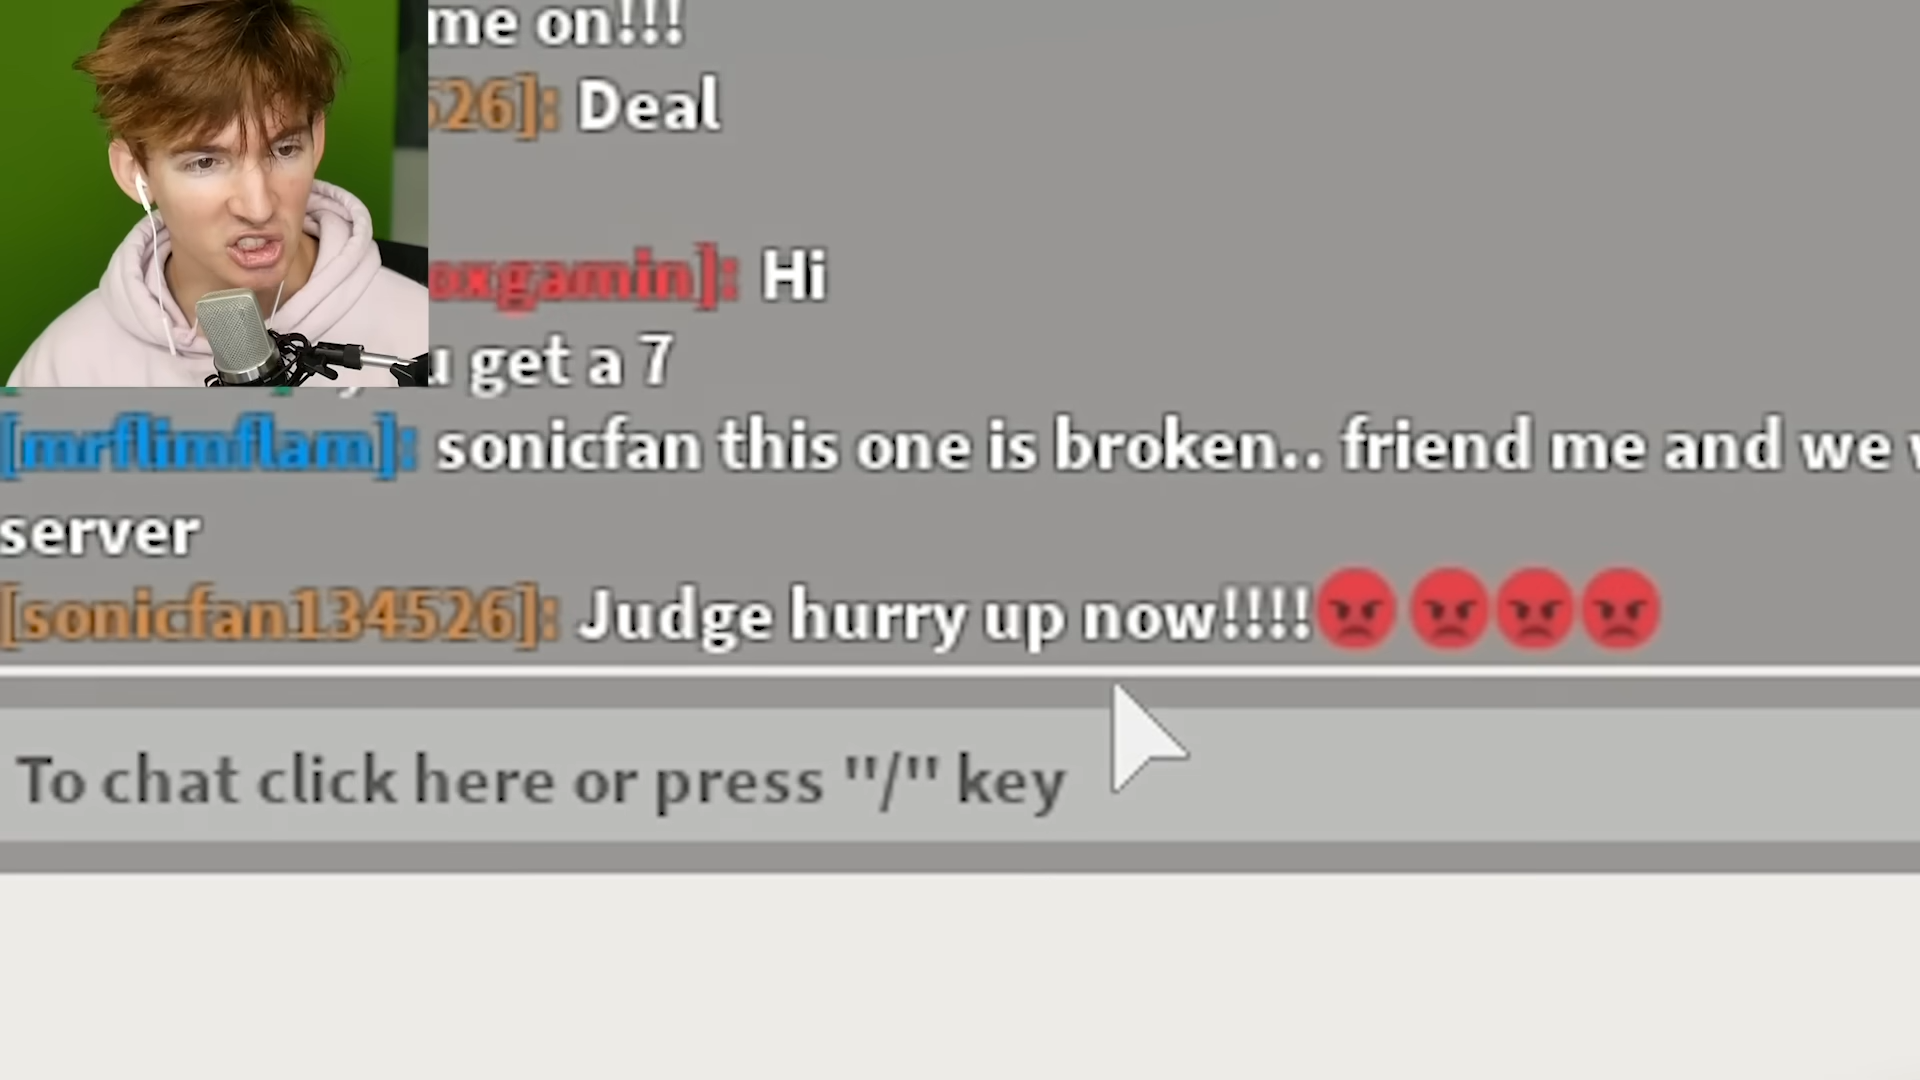 me on!!!
526]: Deal
oxgamin]: Hi
u get a 7
[mrflimflam]: sonicfan this one is broken.. friend me and we
server
[sonicfan134526]: Judge hurry up now!!!!😡😡😡😡
To chat click here or press "/" key